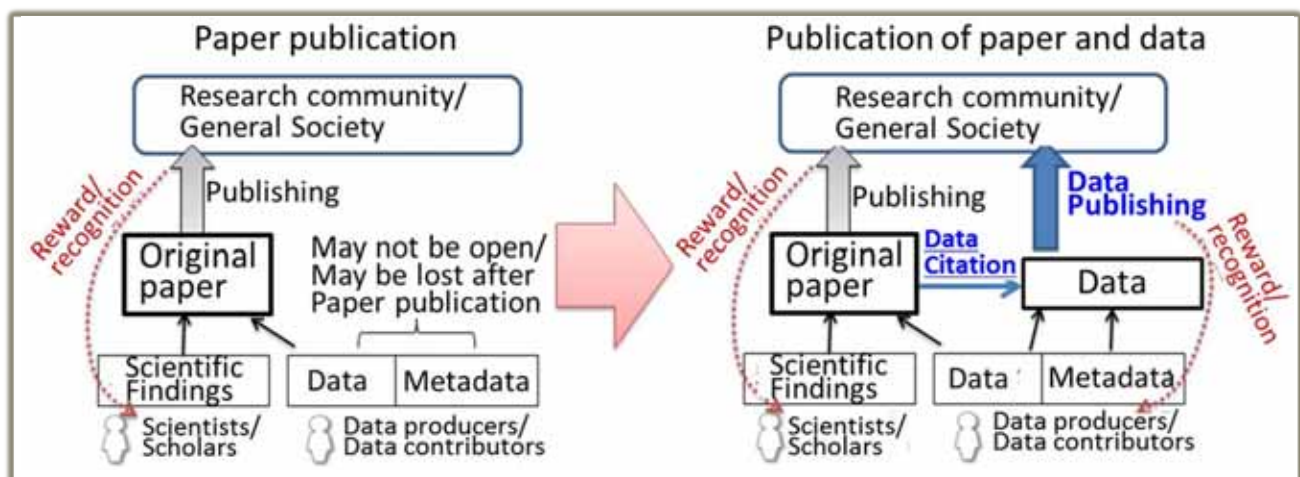 Paper publication
Research community/
General Society
Reward/
recognition
Publishing
Original
paper
May not be open/
May be lost after
Paper publication
Scientific
Findings
Data
Metadata
Scientists/
Scholars
Data producers/
Data contributors
Publication of paper and data
Research community/
General Society
Reward/
recognition
Publishing
Data
Publishing
Reward/
recognition
Original
paper
Data
Citation
Data
Scientific
Findings
Data
Metadata
Scientists/
Scholars
Data producers/
Data contributors